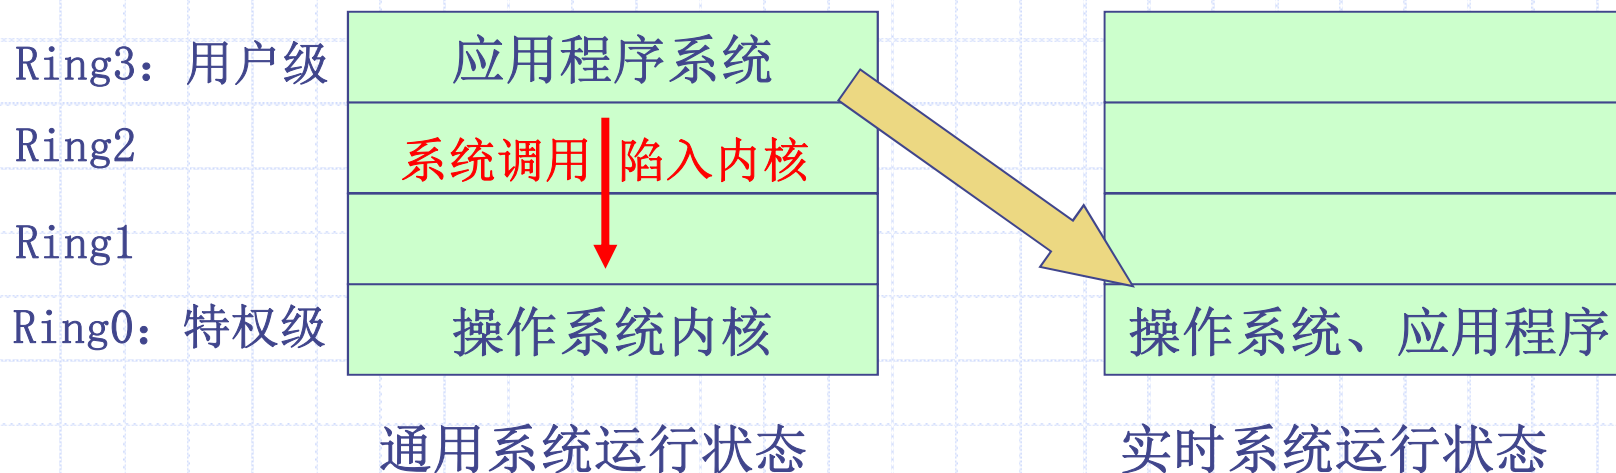 Ring3：用户级 应用程序系统
Ring2 系统调用 陷入内核
Ring1
Ring0：特权级 操作系统内核 操作系统、应用程序
通用系统运行状态 实时系统运行状态